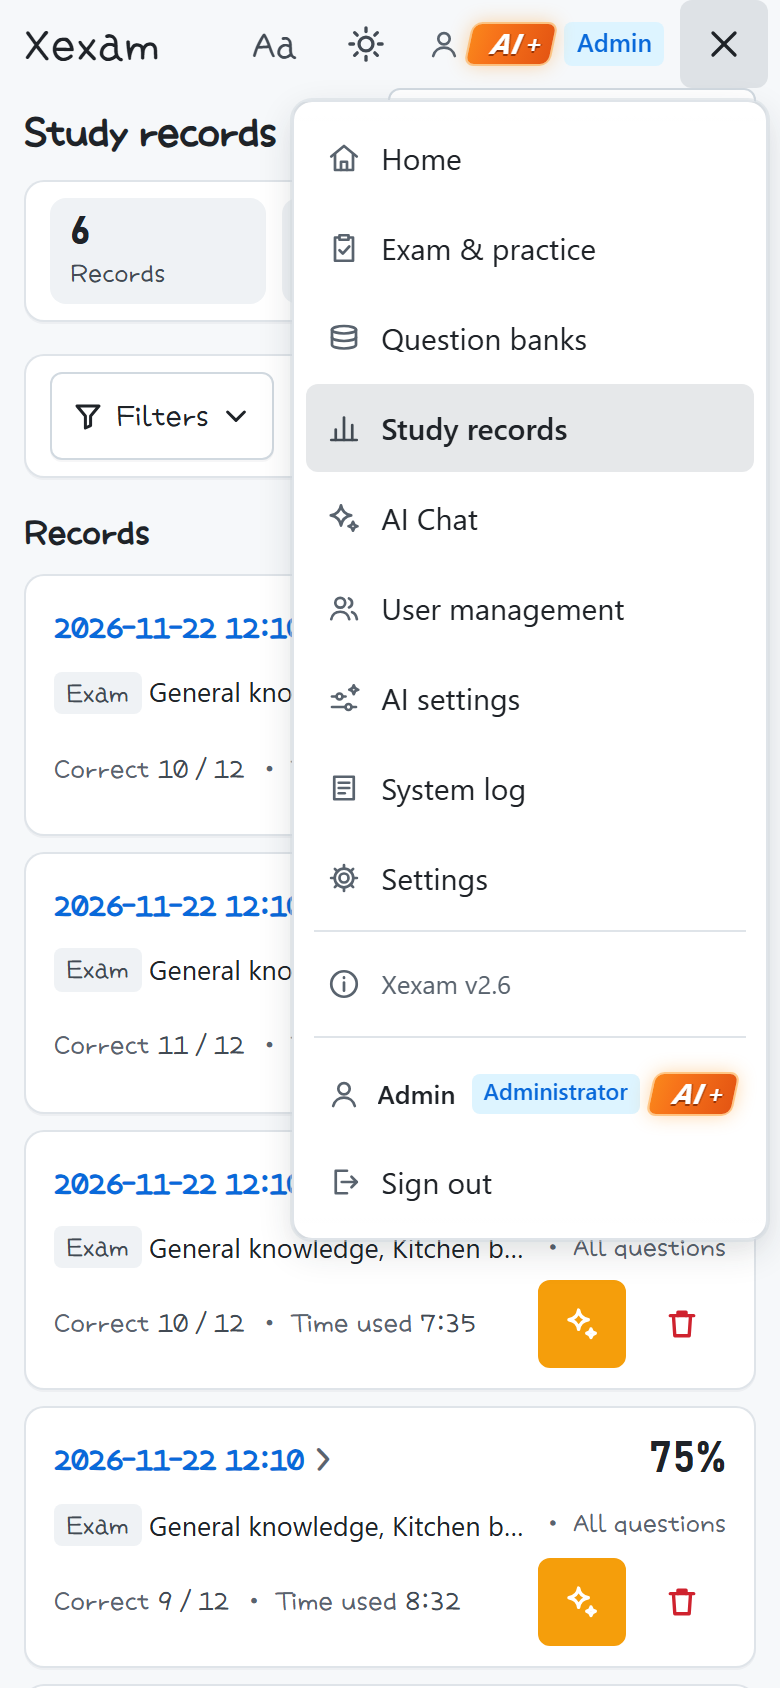 Xexam Aa AI+ Admin
Study records
Home
6
Records
Exam & practice
Question banks
Filters
Study records
Records
AI Chat
User management
AI settings
System log
Settings
Xexam v2.6
Admin Administrator AI+
Sign out
2026-11-22 12:10
Exam General kno
Correct 10 / 12 •
2026-11-22 12:10
Exam General kno
Correct 11 / 12 •
2026-11-22 12:10
Exam General knowledge, Kitchen b... • All questions
Correct 10 / 12 • Time used 7:35
2026-11-22 12:10 75%
Exam General knowledge, Kitchen b... • All questions
Correct 9 / 12 • Time used 8:32